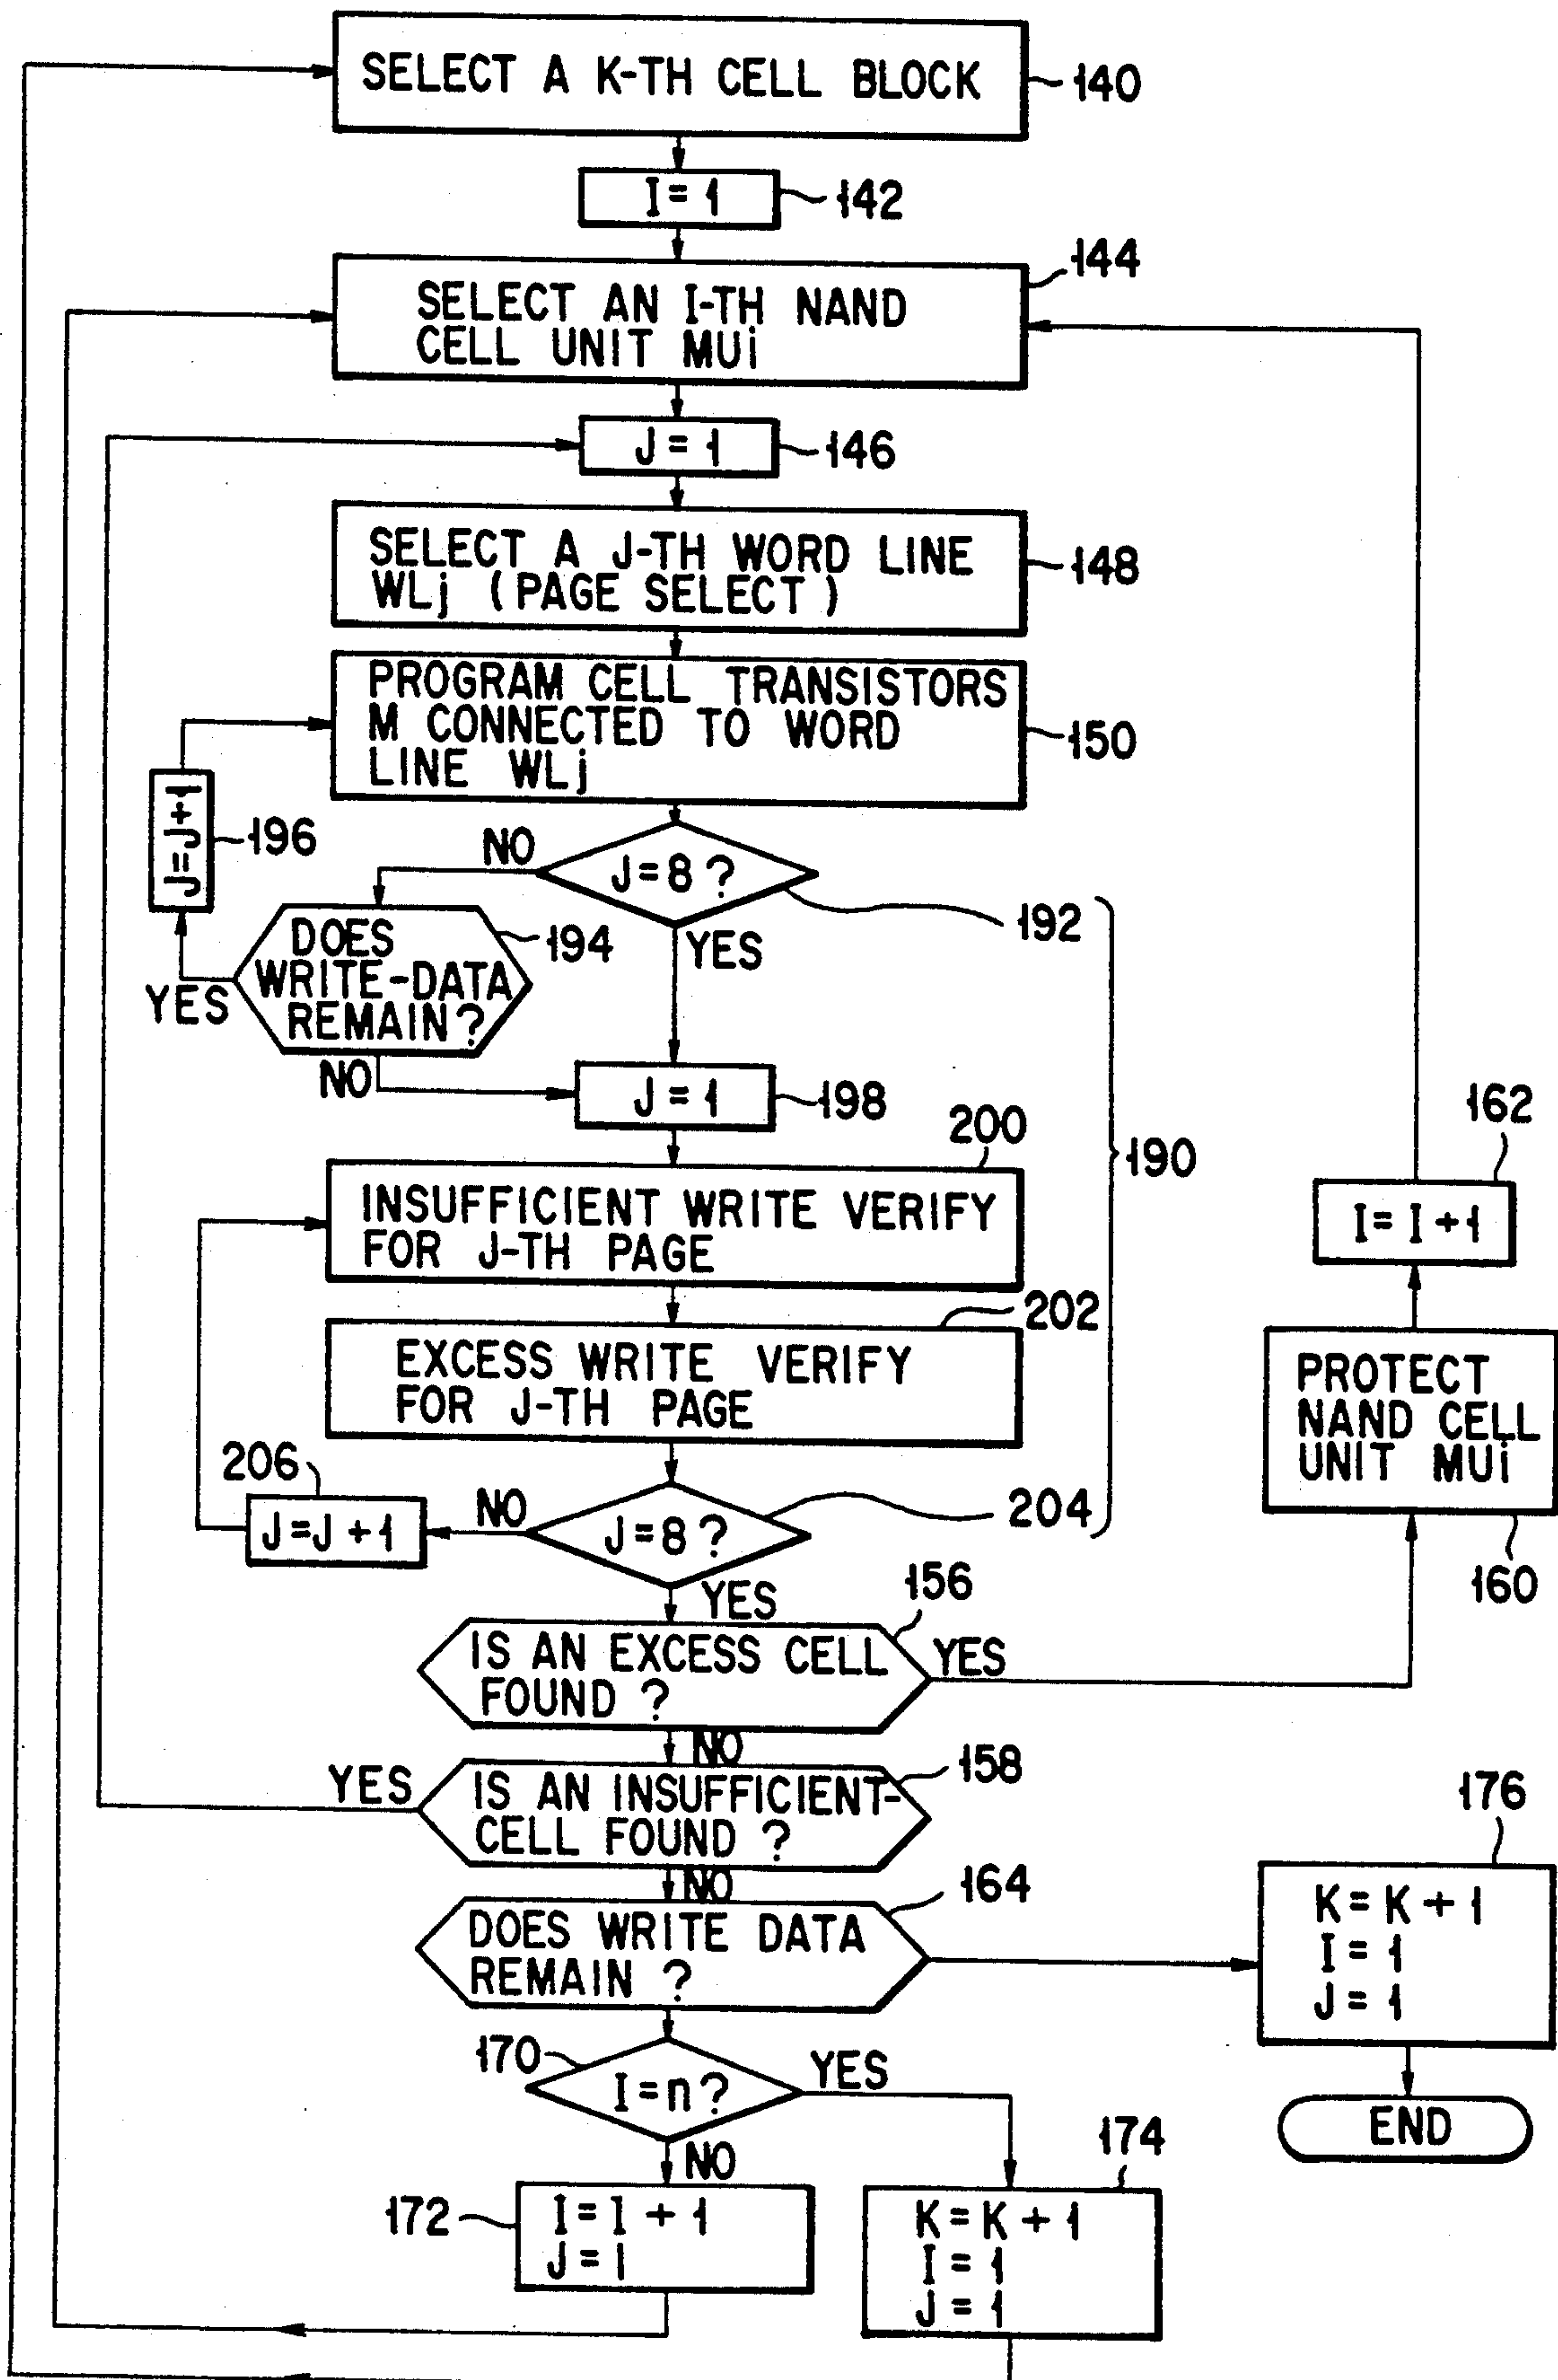 SELECT A K-TH CELL BLOCK
140
I = 1
142
144
SELECT AN I-TH NAND
CELL UNIT MUi
J = 1
146
SELECT A J-TH WORD LINE
WLj (PAGE SELECT)
148
PROGRAM CELL TRANSISTORS
M CONNECTED TO WORD
LINE WLj
150
J=J+1
196
NO
J=8?
192
DOES
WRITE-DATA
REMAIN?
194
YES
YES
NO
J = 1
198
190
162
I= I +1
200
INSUFFICIENT WRITE VERIFY
FOR J-TH PAGE
202
EXCESS WRITE VERIFY
FOR J-TH PAGE
PROTECT
NAND CELL
UNIT MUi
160
206
J=J +1
NO
J=8?
204
YES
156
IS AN EXCESS CELL
FOUND ?
YES
NO
158
YES
IS AN INSUFFICIENT-
CELL FOUND ?
NO
164
DOES WRITE DATA
REMAIN ?
176
K= K + 1
I = 1
J = 1
170
I=n?
YES
END
NO
172
I= I + 1
J = 1
174
K= K + 1
I = 1
J = 1